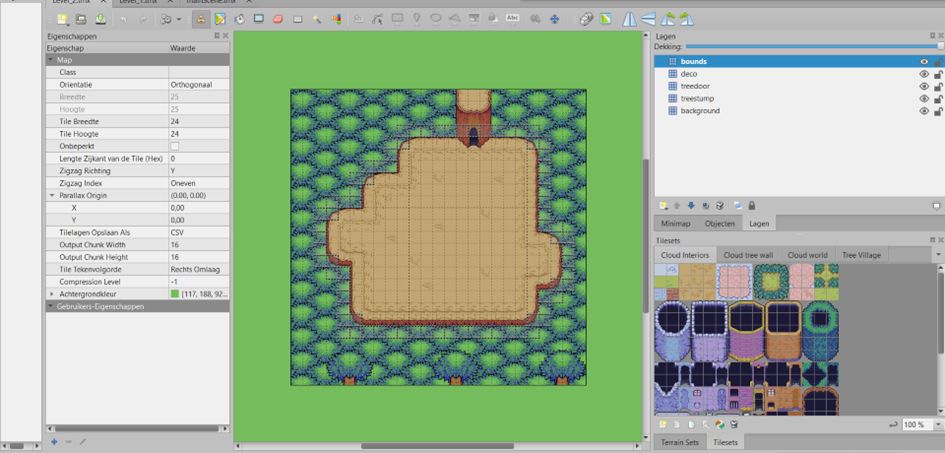 Level_2.tmx Level_1.tmx mainScene.tmx
Eigenschappen
Eigenschap Waarde
Map
Class
Orientatie Orthogonaal
Breedte 25
Hoogte 25
Tile Breedte 24
Tile Hoogte 24
Onbeperkt
Lengte Zijkant van de Tile (Hex) 0
Zigzag Richting Y
Zigzag Index Oneven
Parallax Origin (0.00, 0.00)
X 0,00
Y 0,00
Tilelagen Opslaan Als CSV
Output Chunk Width 16
Output Chunk Height 16
Tile Tekenvolgorde Rechts Omlaag
Compression Level -1
Achtergrondkleur [117, 188, 92...
Gebruikers-Eigenschappen
Abc
Lagen
Dekking:
bounds
deco
treedoor
treestump
background
Minimap Objecten Lagen
Tilesets
Cloud Interiors Cloud tree wall Cloud world Tree Village
100 %
Terrain Sets Tilesets